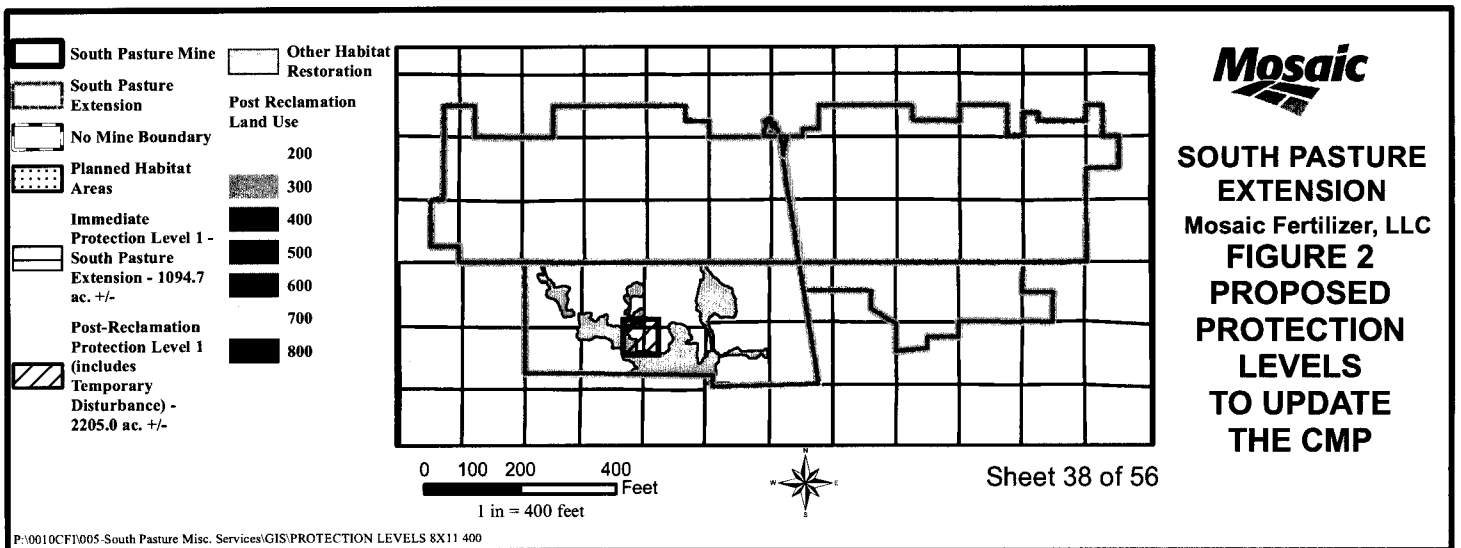 South Pasture Mine
South Pasture
Extension
No Mine Boundary
Planned Habitat
Areas
Immediate
Protection Level 1 -
South Pasture
Extension - 1094.7
ac. +/-
Post-Reclamation
Protection Level 1
(includes
Temporary
Disturbance) -
2205.0 ac. +/-
Other Habitat
Restoration
Post Reclamation
Land Use
200
300
400
500
600
700
800
0 100 200 400
Feet
1 in = 400 feet
N
W E
S
Sheet 38 of 56
Mosaic
SOUTH PASTURE
EXTENSION
Mosaic Fertilizer, LLC
FIGURE 2
PROPOSED
PROTECTION
LEVELS
TO UPDATE
THE CMP
P:\0010CFI\005-South Pasture Misc. Services\GIS\PROTECTION LEVELS 8X11 400